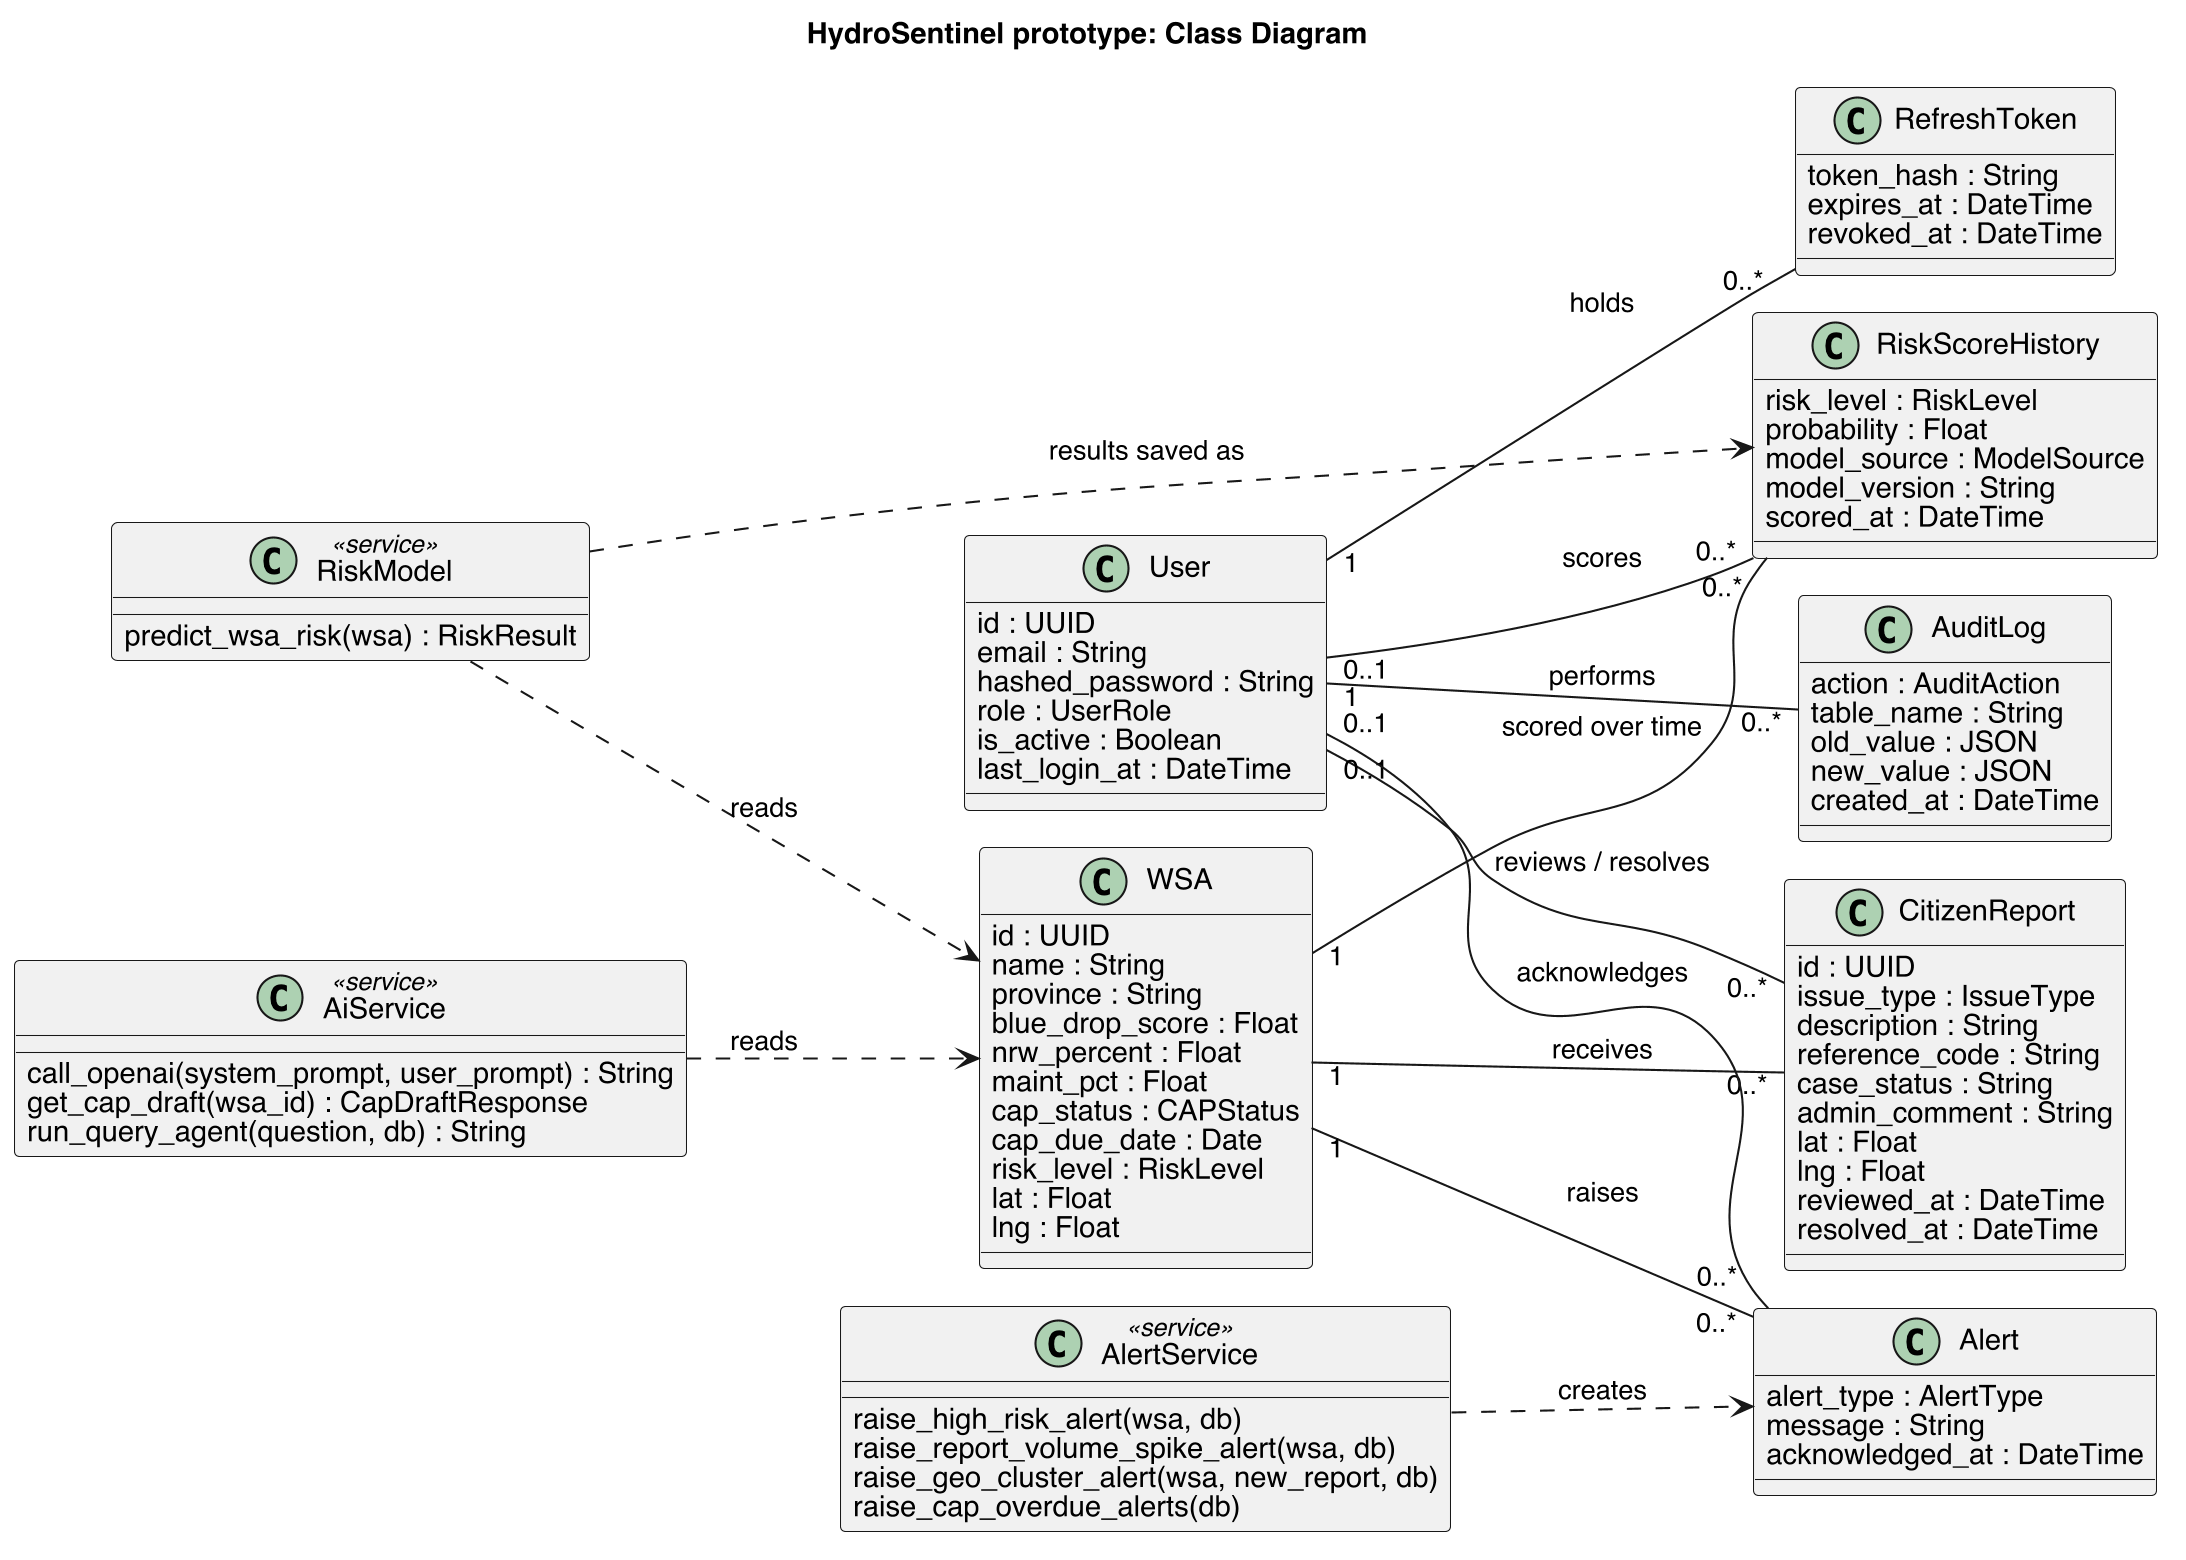 HydroSentinel prototype: Class Diagram
C RefreshToken
token_hash : String
expires_at : DateTime
revoked_at : DateTime
holds
0..*
1
C RiskScoreHistory
risk_level : RiskLevel
probability : Float
model_source : ModelSource
model_version : String
scored_at : DateTime
results saved as
C «service»
RiskModel
predict_wsa_risk(wsa) : RiskResult
C User
id : UUID
email : String
hashed_password : String
role : UserRole
is_active : Boolean
last_login_at : DateTime
scores
0..*
0..1
0..*
scored over time
1
performs
1
0..*
0..1
0..1
C AuditLog
action : AuditAction
table_name : String
old_value : JSON
new_value : JSON
created_at : DateTime
reads
reviews / resolves
0..*
acknowledges
0..*
C WSA
id : UUID
name : String
province : String
blue_drop_score : Float
nrw_percent : Float
maint_pct : Float
cap_status : CAPStatus
cap_due_date : Date
risk_level : RiskLevel
lat : Float
lng : Float
C CitizenReport
id : UUID
issue_type : IssueType
description : String
reference_code : String
case_status : String
admin_comment : String
lat : Float
lng : Float
reviewed_at : DateTime
resolved_at : DateTime
C «service»
AiService
call_openai(system_prompt, user_prompt) : String
get_cap_draft(wsa_id) : CapDraftResponse
run_query_agent(question, db) : String
reads
receives
1
0..*
raises
1
0..*
C «service»
AlertService
raise_high_risk_alert(wsa, db)
raise_report_volume_spike_alert(wsa, db)
raise_geo_cluster_alert(wsa, new_report, db)
raise_cap_overdue_alerts(db)
creates
C Alert
alert_type : AlertType
message : String
acknowledged_at : DateTime